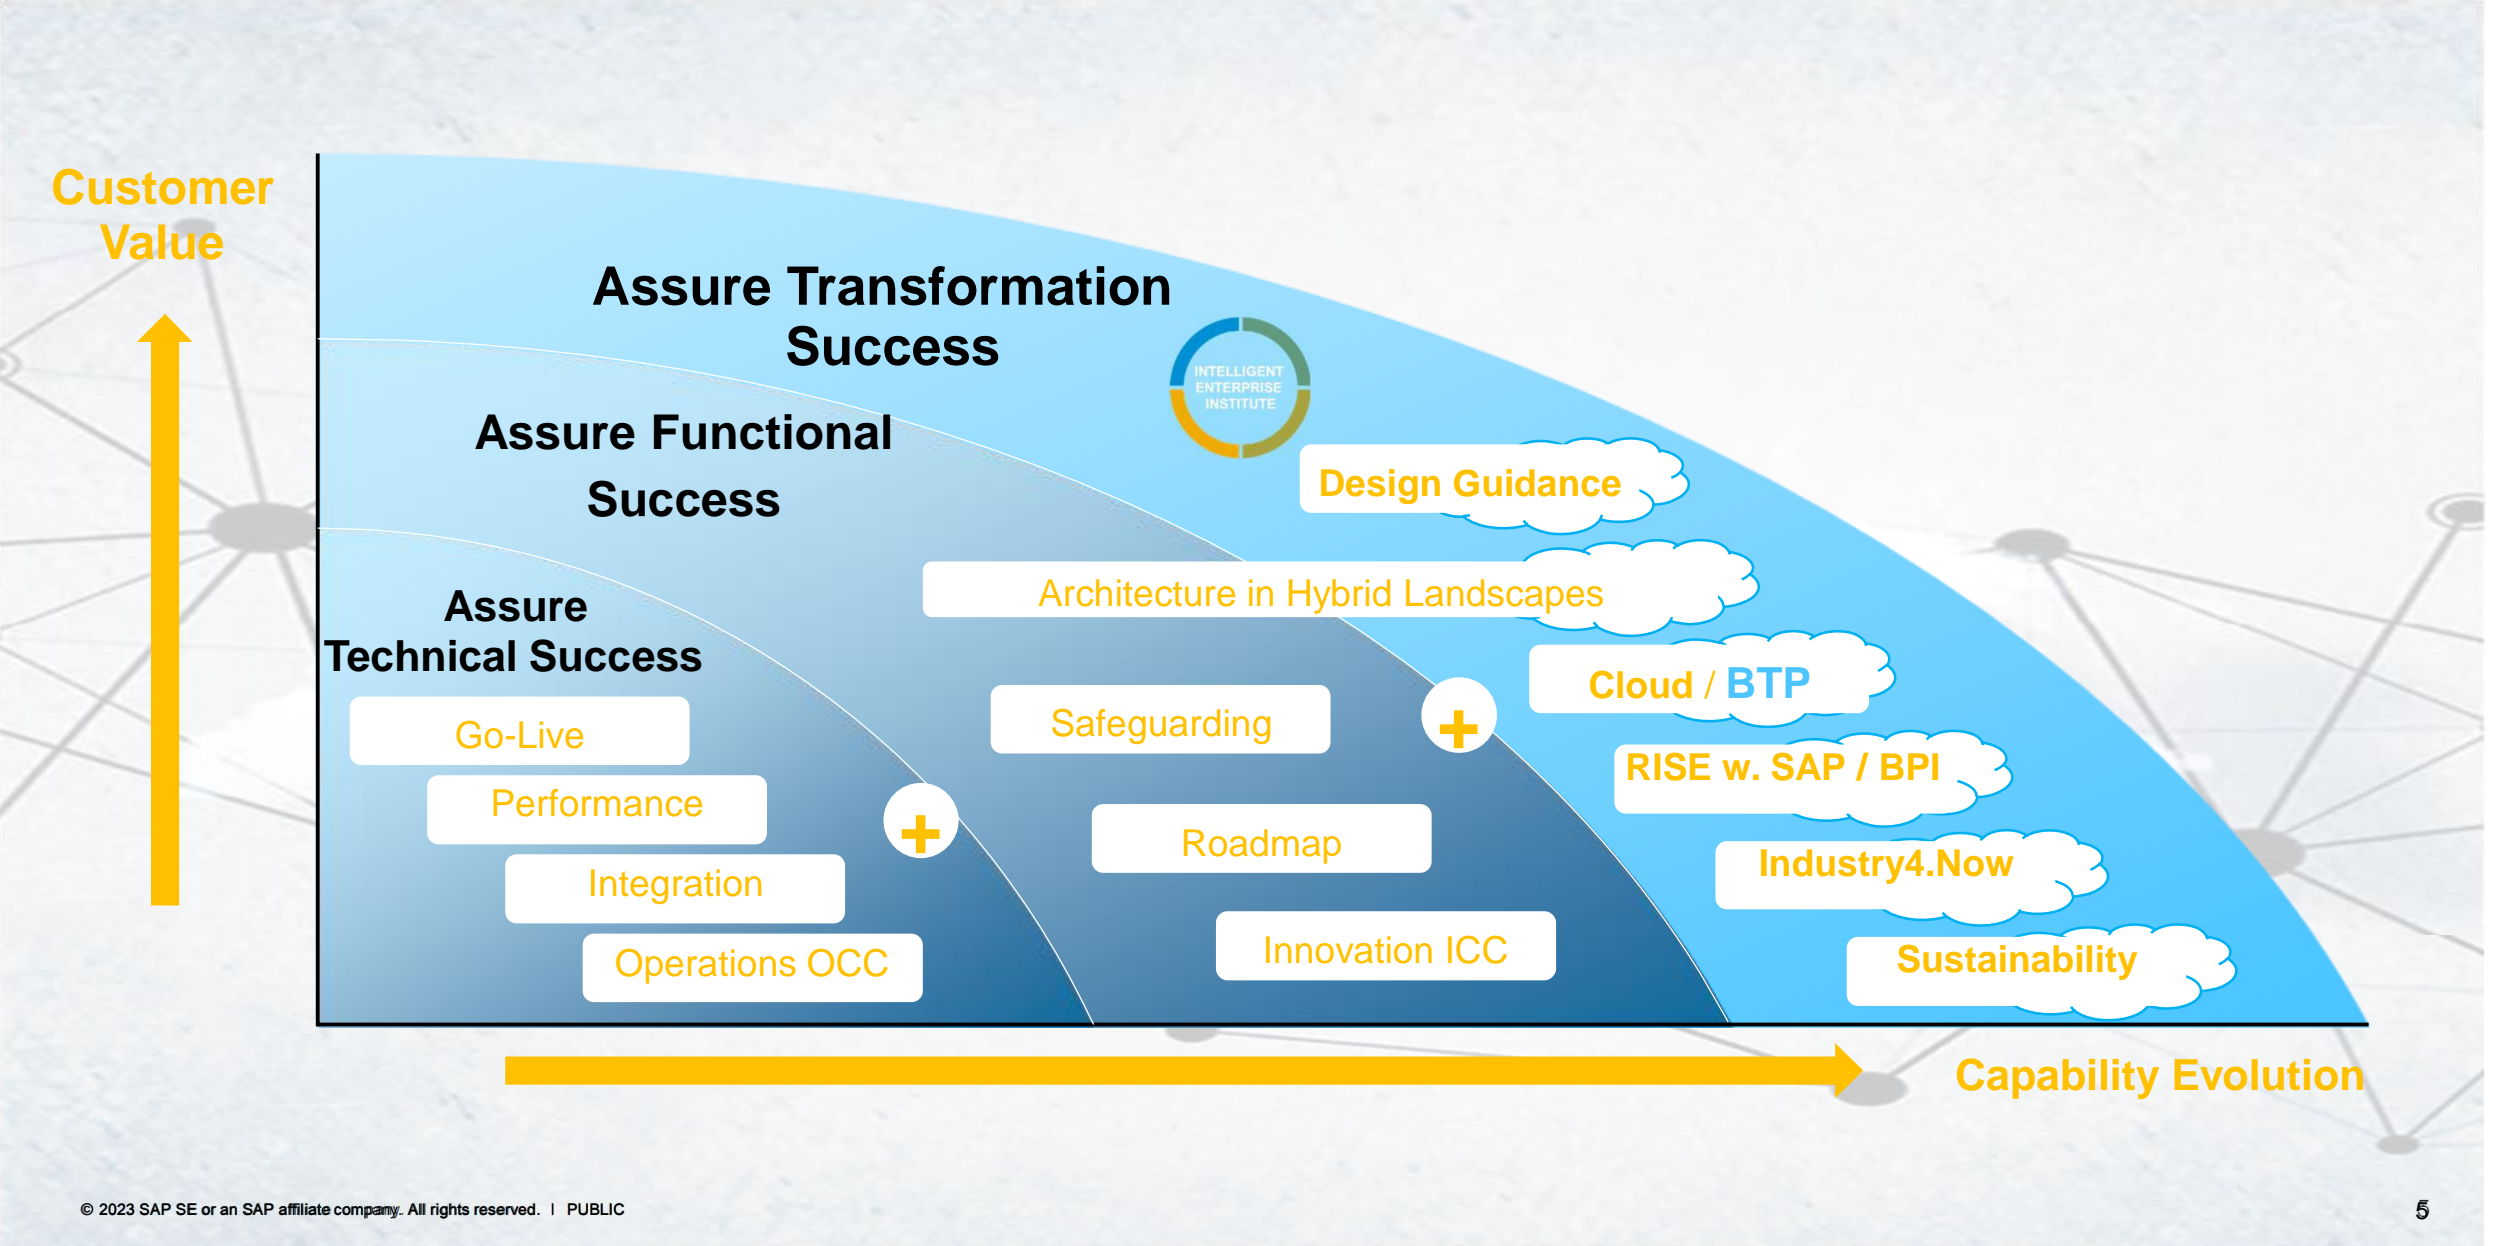 Customer
Value
Assure Transformation
Success
INTELLIGENT
ENTERPRISE
INSTITUTE
Assure Functional
Success
Design Guidance
Architecture in Hybrid Landscapes
Assure
Technical Success
Cloud / BTP
Safeguarding
+
Go-Live
RISE w. SAP / BPI
Performance
+
Roadmap
Industry4.Now
Integration
Innovation ICC
Operations OCC
Sustainability
Capability Evolution
© 2023 SAP SE or an SAP affiliate company. All rights reserved. | PUBLIC
5